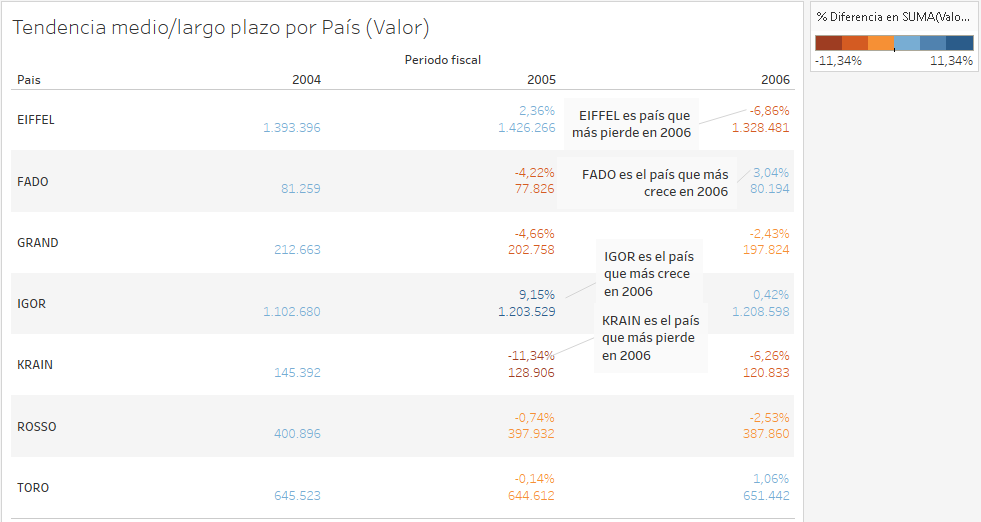 Tendencia medio/largo plazo por País (Valor)
Periodo fiscal
País 2004 2005 2006
EIFFEL 1.393.396 2,36% 1.426.266 -6,86% 1.328.481
EIFFEL es país que
más pierde en 2006
FADO 81.259 -4,22% 77.826 3,04% 80.194
FADO es el país que más
crece en 2006
GRAND 212.663 -4,66% 202.758 -2,43% 197.824
IGOR 1.102.680 9,15% 1.203.529 0,42% 1.208.598
IGOR es el país
que más crece
en 2006
KRAIN 145.392 -11,34% 128.906 -6,26% 120.833
KRAIN es el país
que más pierde
en 2006
ROSSO 400.896 -0,74% 397.932 -2,53% 387.860
TORO 645.523 -0,14% 644.612 1,06% 651.442
% Diferencia en SUMA(Valo...
-11,34% 11,34%